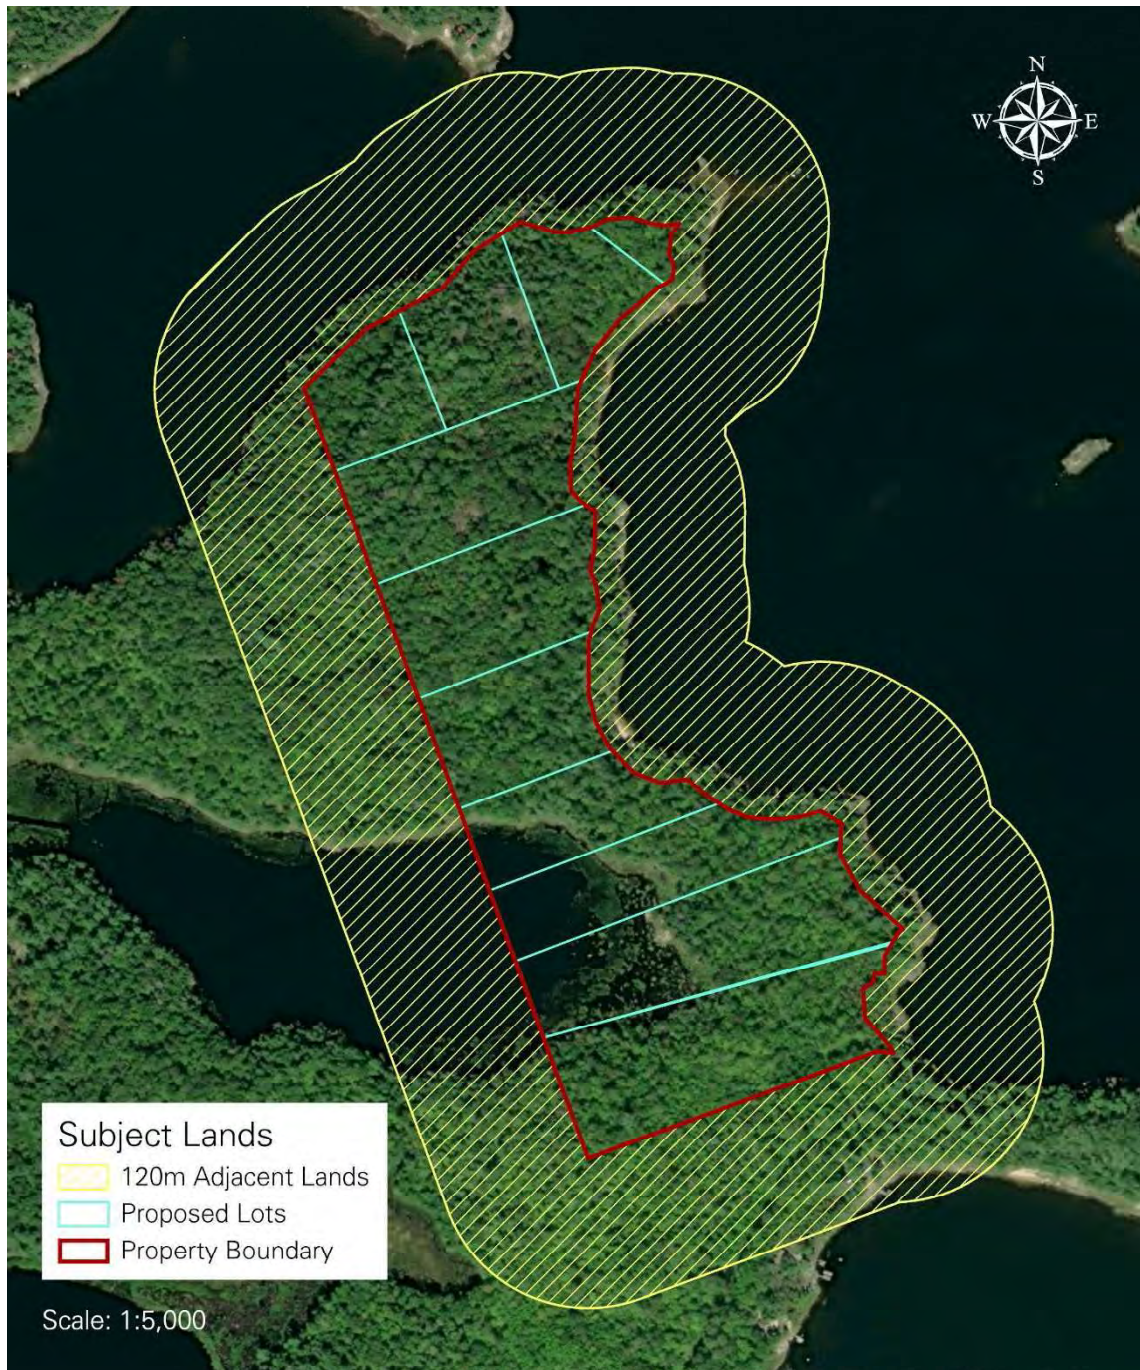 N
W E
S
Subject Lands
120m Adjacent Lands
Proposed Lots
Property Boundary
Scale: 1:5,000